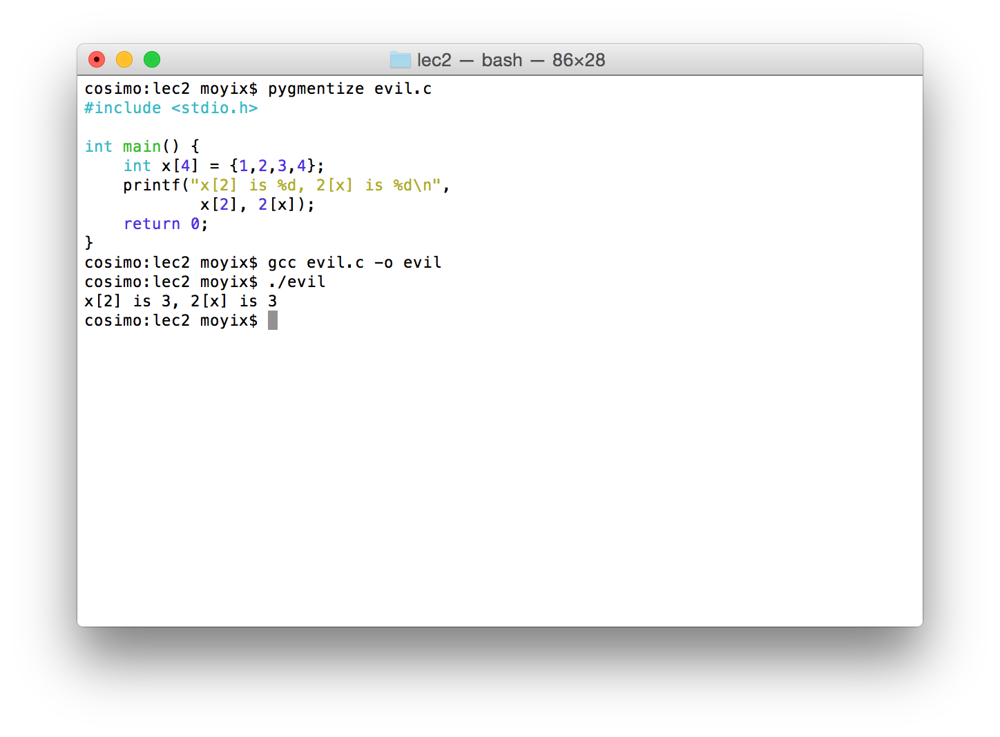 lec2 — bash — 86×28
cosimo:lec2 moyix$ pygmentize evil.c
#include <stdio.h>

int main() {
    int x[4] = {1,2,3,4};
    printf("x[2] is %d, 2[x] is %d\n",
            x[2], 2[x]);
    return 0;
}
cosimo:lec2 moyix$ gcc evil.c -o evil
cosimo:lec2 moyix$ ./evil
x[2] is 3, 2[x] is 3
cosimo:lec2 moyix$